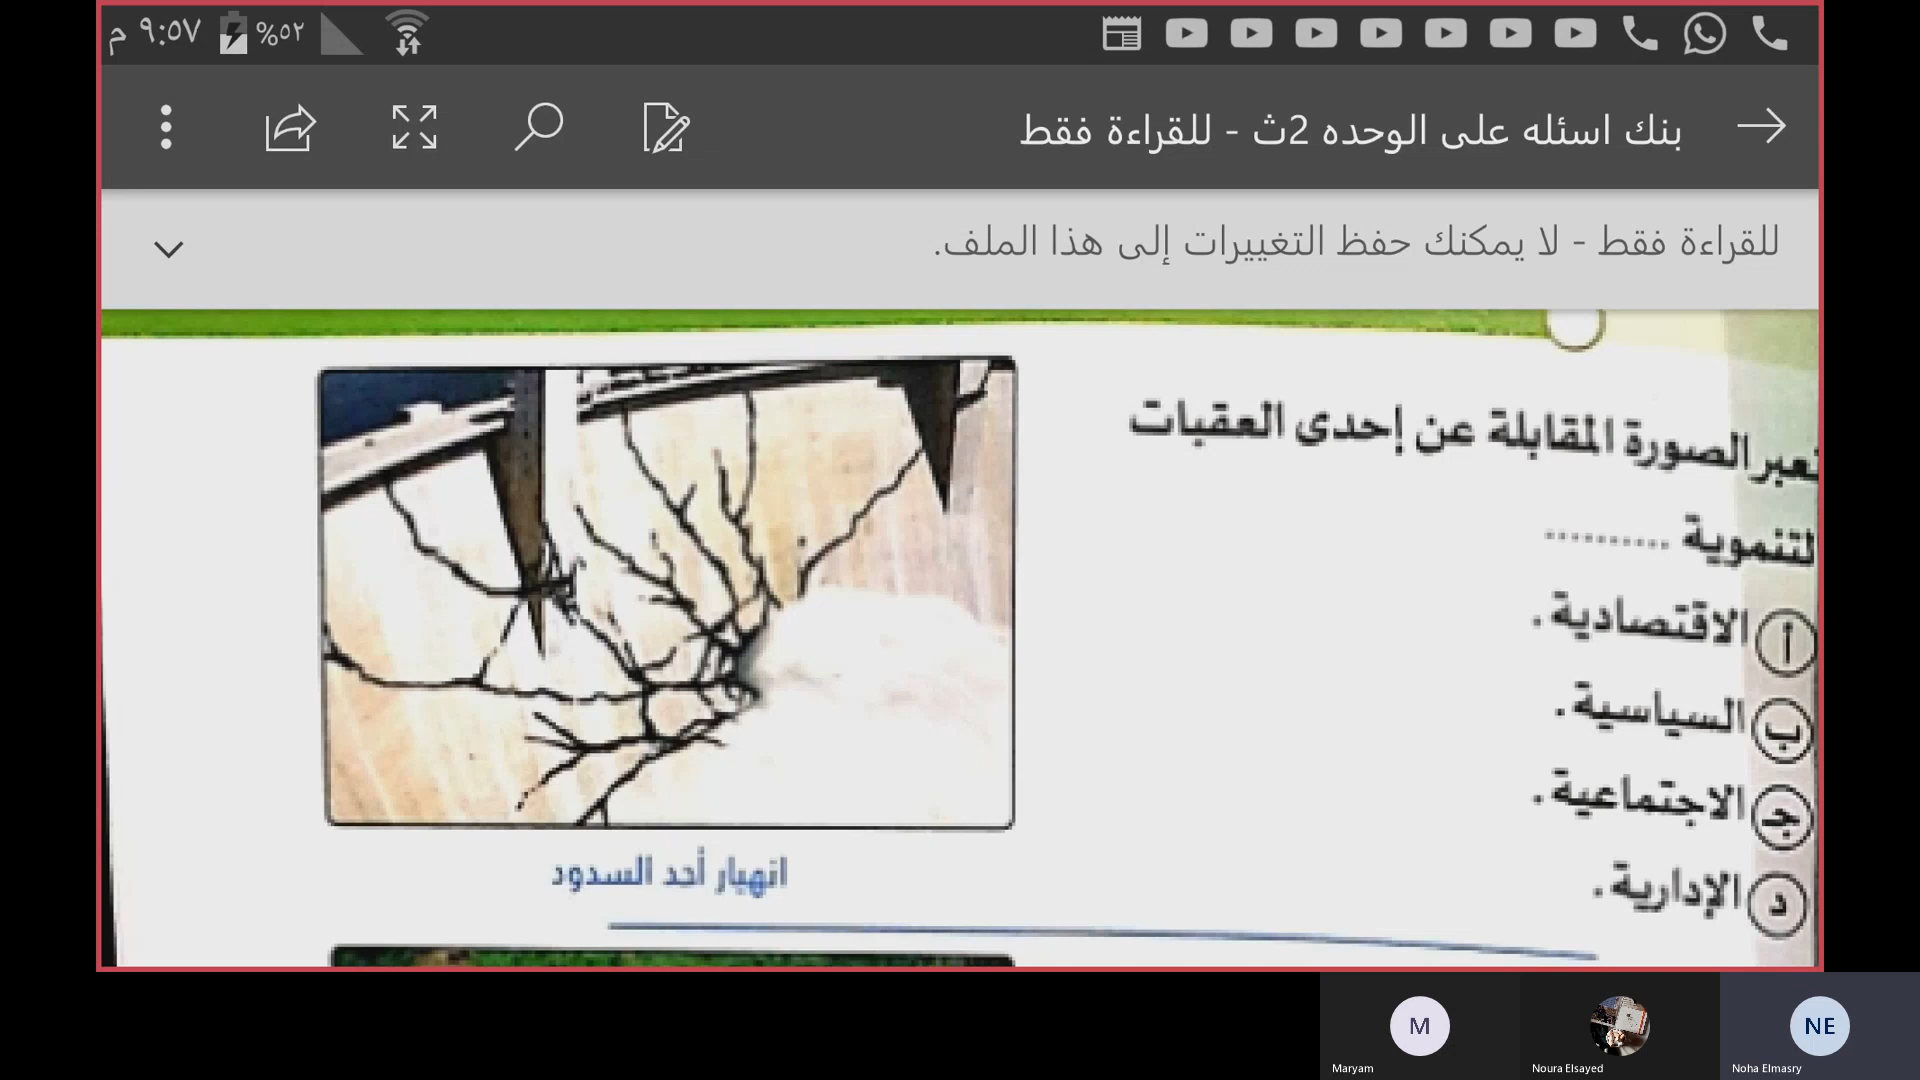 ٩:٥٧ م
%٥٢
بنك اسئله على الوحده 2ث - للقراءة فقط
للقراءة فقط - لا يمكنك حفظ التغييرات إلى هذا الملف.
تعبر الصورة المقابلة عن إحدى العقبات
لتنموية ..........
أ الاقتصادية .
ب السياسية .
جـ الاجتماعية .
د الإدارية .
انهيار أحد السدود
M
Maryam
Noura Elsayed
NE
Noha Elmasry